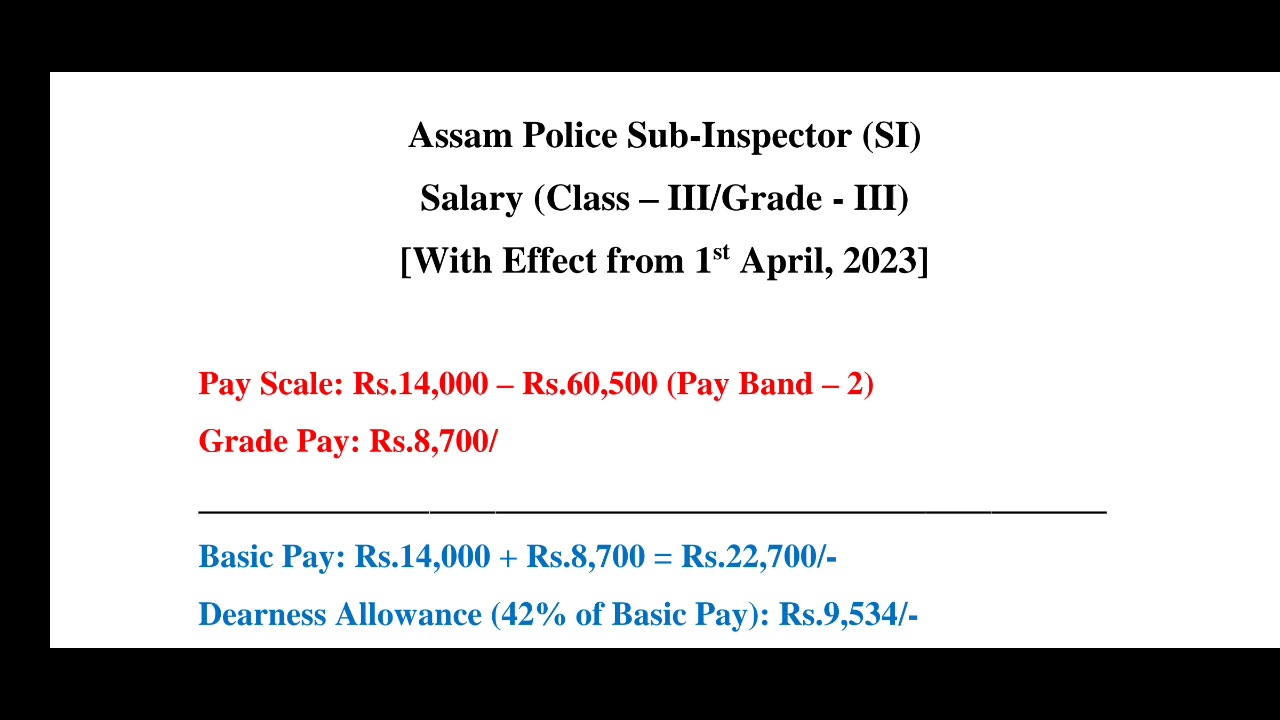 Assam Police Sub-Inspector (SI)
Salary (Class – III/Grade - III)
[With Effect from 1st April, 2023]
Pay Scale: Rs.14,000 – Rs.60,500 (Pay Band – 2)
Grade Pay: Rs.8,700/
Basic Pay: Rs.14,000 + Rs.8,700 = Rs.22,700/-
Dearness Allowance (42% of Basic Pay): Rs.9,534/-